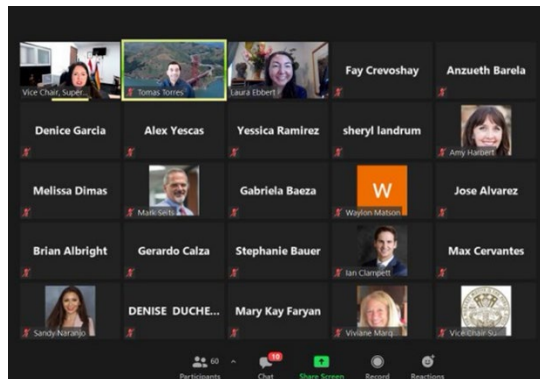 Vice Chair, Super...
Tomas Torres
Laura Ebbert
Fay Crevoshay
Anzueth Barela
Denice Garcia
Alex Yescas
Yessica Ramirez
sheryl landrum
Amy Harbert
Melissa Dimas
Mark Seits
Gabriela Baeza
W
Waylon Matson
Jose Alvarez
Brian Albright
Gerardo Calza
Stephanie Bauer
Ian Clampett
Max Cervantes
Sandy Naranjo
DENISE DUCHE...
Mary Kay Faryan
Viviane Marq
Vice Chair Su
60
10
Participants
Chat
Share Screen
Record
Reactions